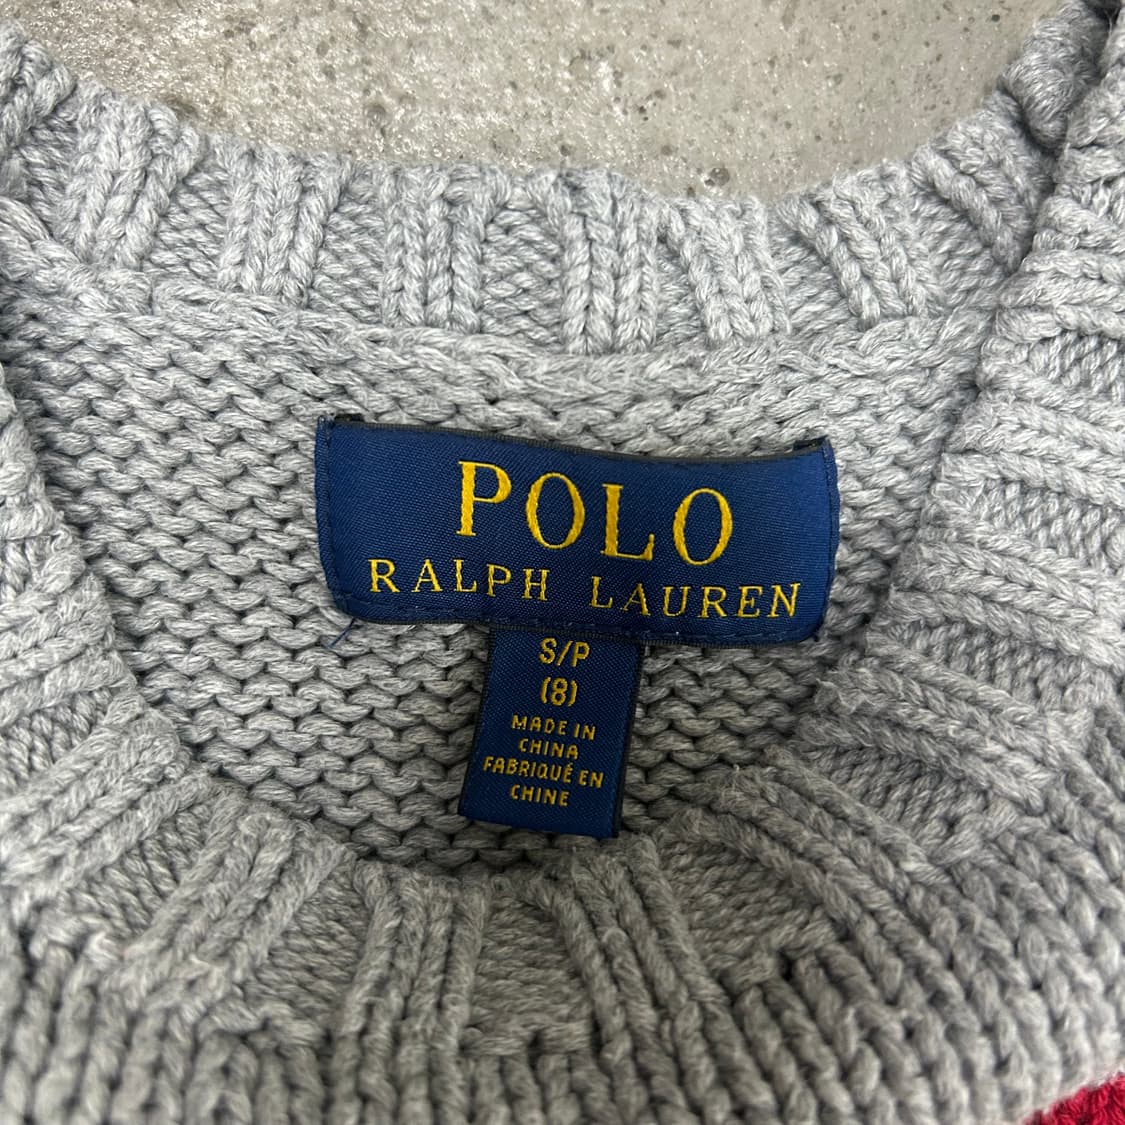 POLO
RALPH LAUREN
S/P
(8)
MADE IN
CHINA
FABRIQUÉ EN
CHINE